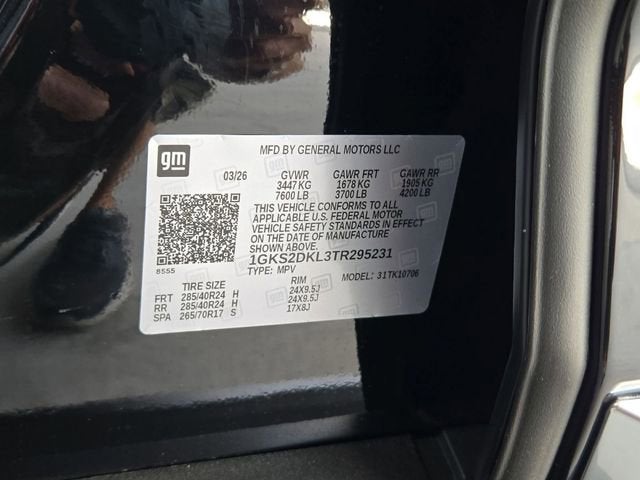 gm
MFD BY GENERAL MOTORS LLC
03/26 GVWR GAWR FRT GAWR RR
3447 KG 1678 KG 1905 KG
7600 LB 3700 LB 4200 LB
THIS VEHICLE CONFORMS TO ALL
APPLICABLE U.S. FEDERAL MOTOR
VEHICLE SAFETY STANDARDS IN EFFECT
ON THE DATE OF MANUFACTURE
SHOWN ABOVE.
1GKS2DKL3TR295231
8555 TYPE: MPV MODEL: 31TK10706
TIRE SIZE RIM
FRT 285/40R24 H 24X9.5J
RR 285/40R24 H 24X9.5J
SPA 265/70R17 S 17X8J